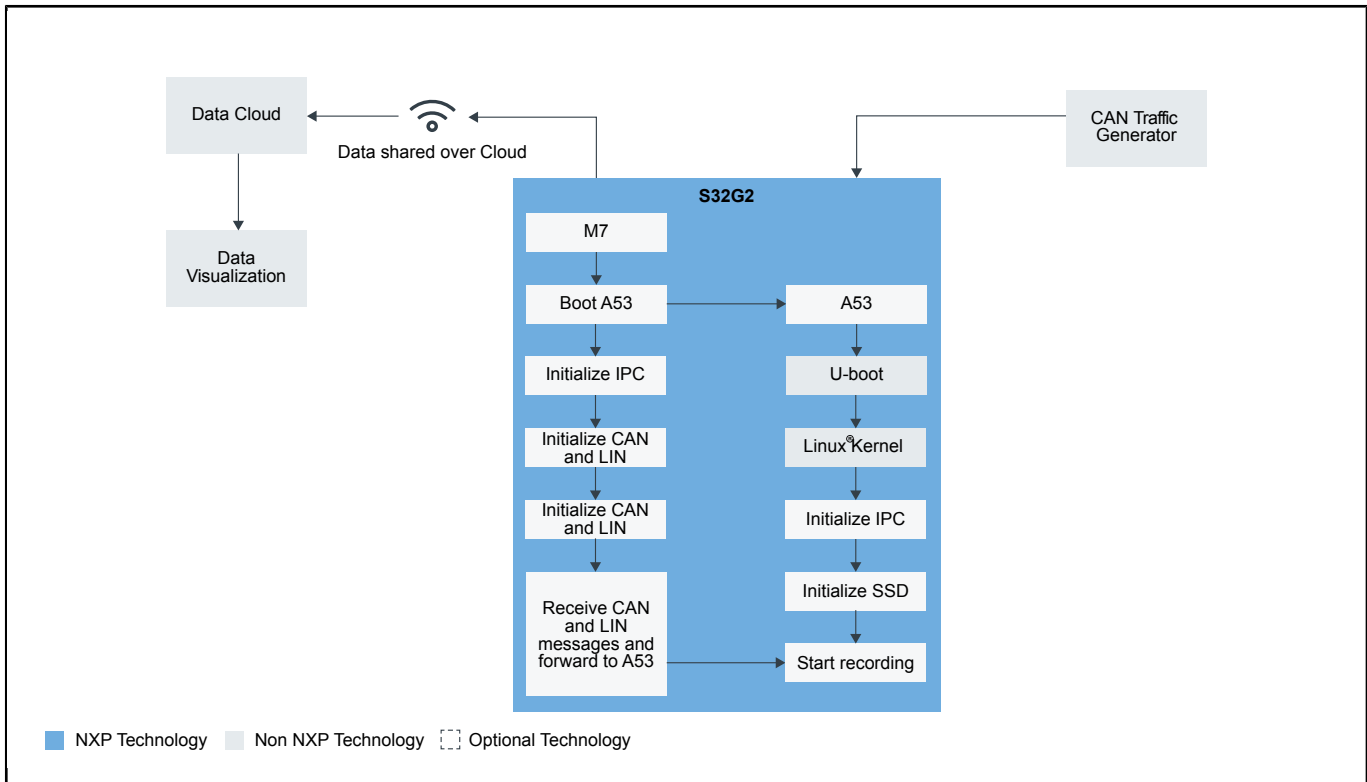 Data Cloud
Data shared over Cloud
CAN Traffic
Generator
Data
Visualization
S32G2
M7
Boot A53
A53
Initialize IPC
U-boot
Initialize CAN
and LIN
Linux® Kernel
Initialize CAN
and LIN
Initialize IPC
Receive CAN
and LIN
messages and
forward to A53
Initialize SSD
Start recording
NXP Technology
Non NXP Technology
Optional Technology